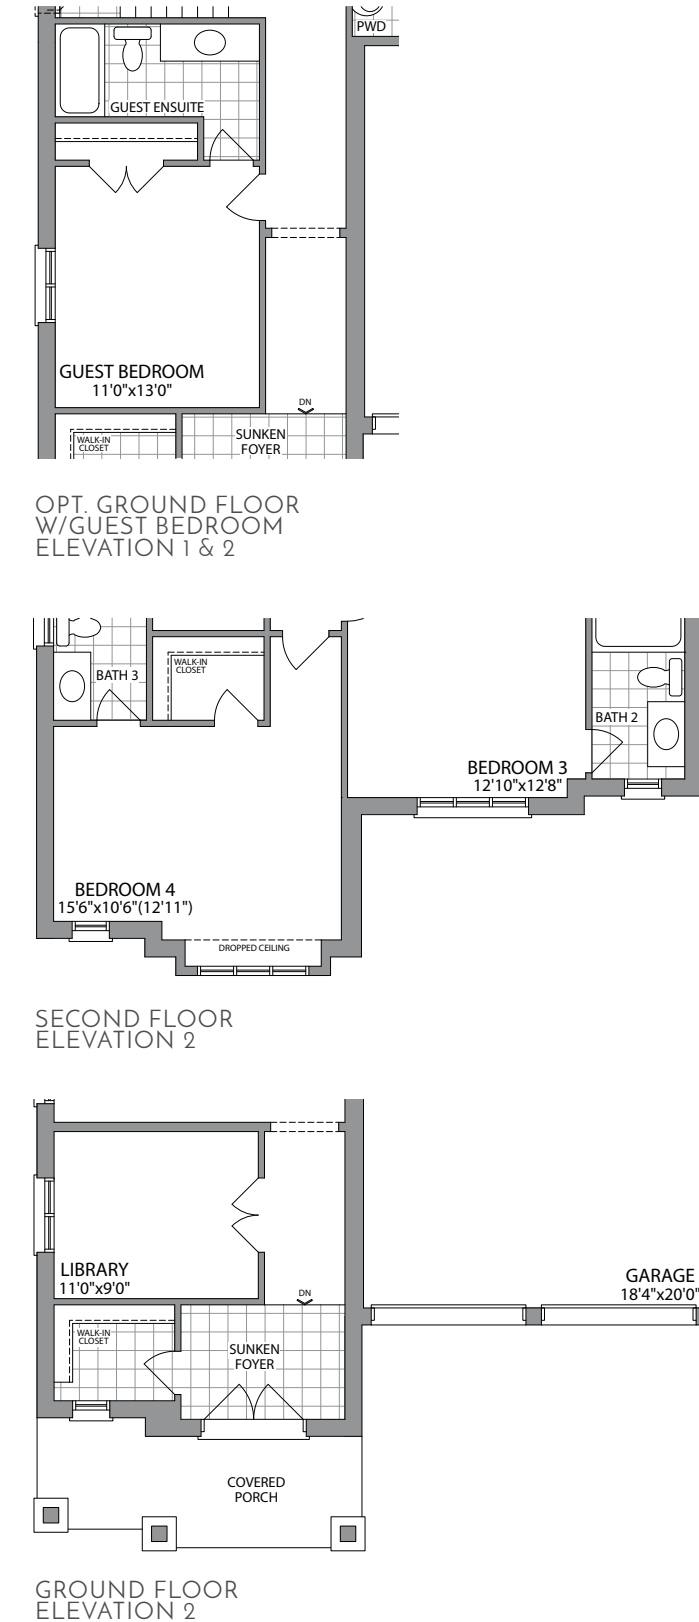 PWD
GUEST ENSUITE
GUEST BEDROOM
11'0"x13'0"
DN
WALK-IN
CLOSET
SUNKEN
FOYER
OPT. GROUND FLOOR
W/GUEST BEDROOM
ELEVATION 1 & 2
WALK-IN
CLOSET
BATH 3
BATH 2
BEDROOM 3
12'10"x12'8"
BEDROOM 4
15'6"x10'6"(12'11")
DROPPED CEILING
SECOND FLOOR
ELEVATION 2
LIBRARY
11'0"x9'0"
GARAGE
18'4"x20'0"
DN
WALK-IN
CLOSET
SUNKEN
FOYER
COVERED
PORCH
GROUND FLOOR
ELEVATION 2